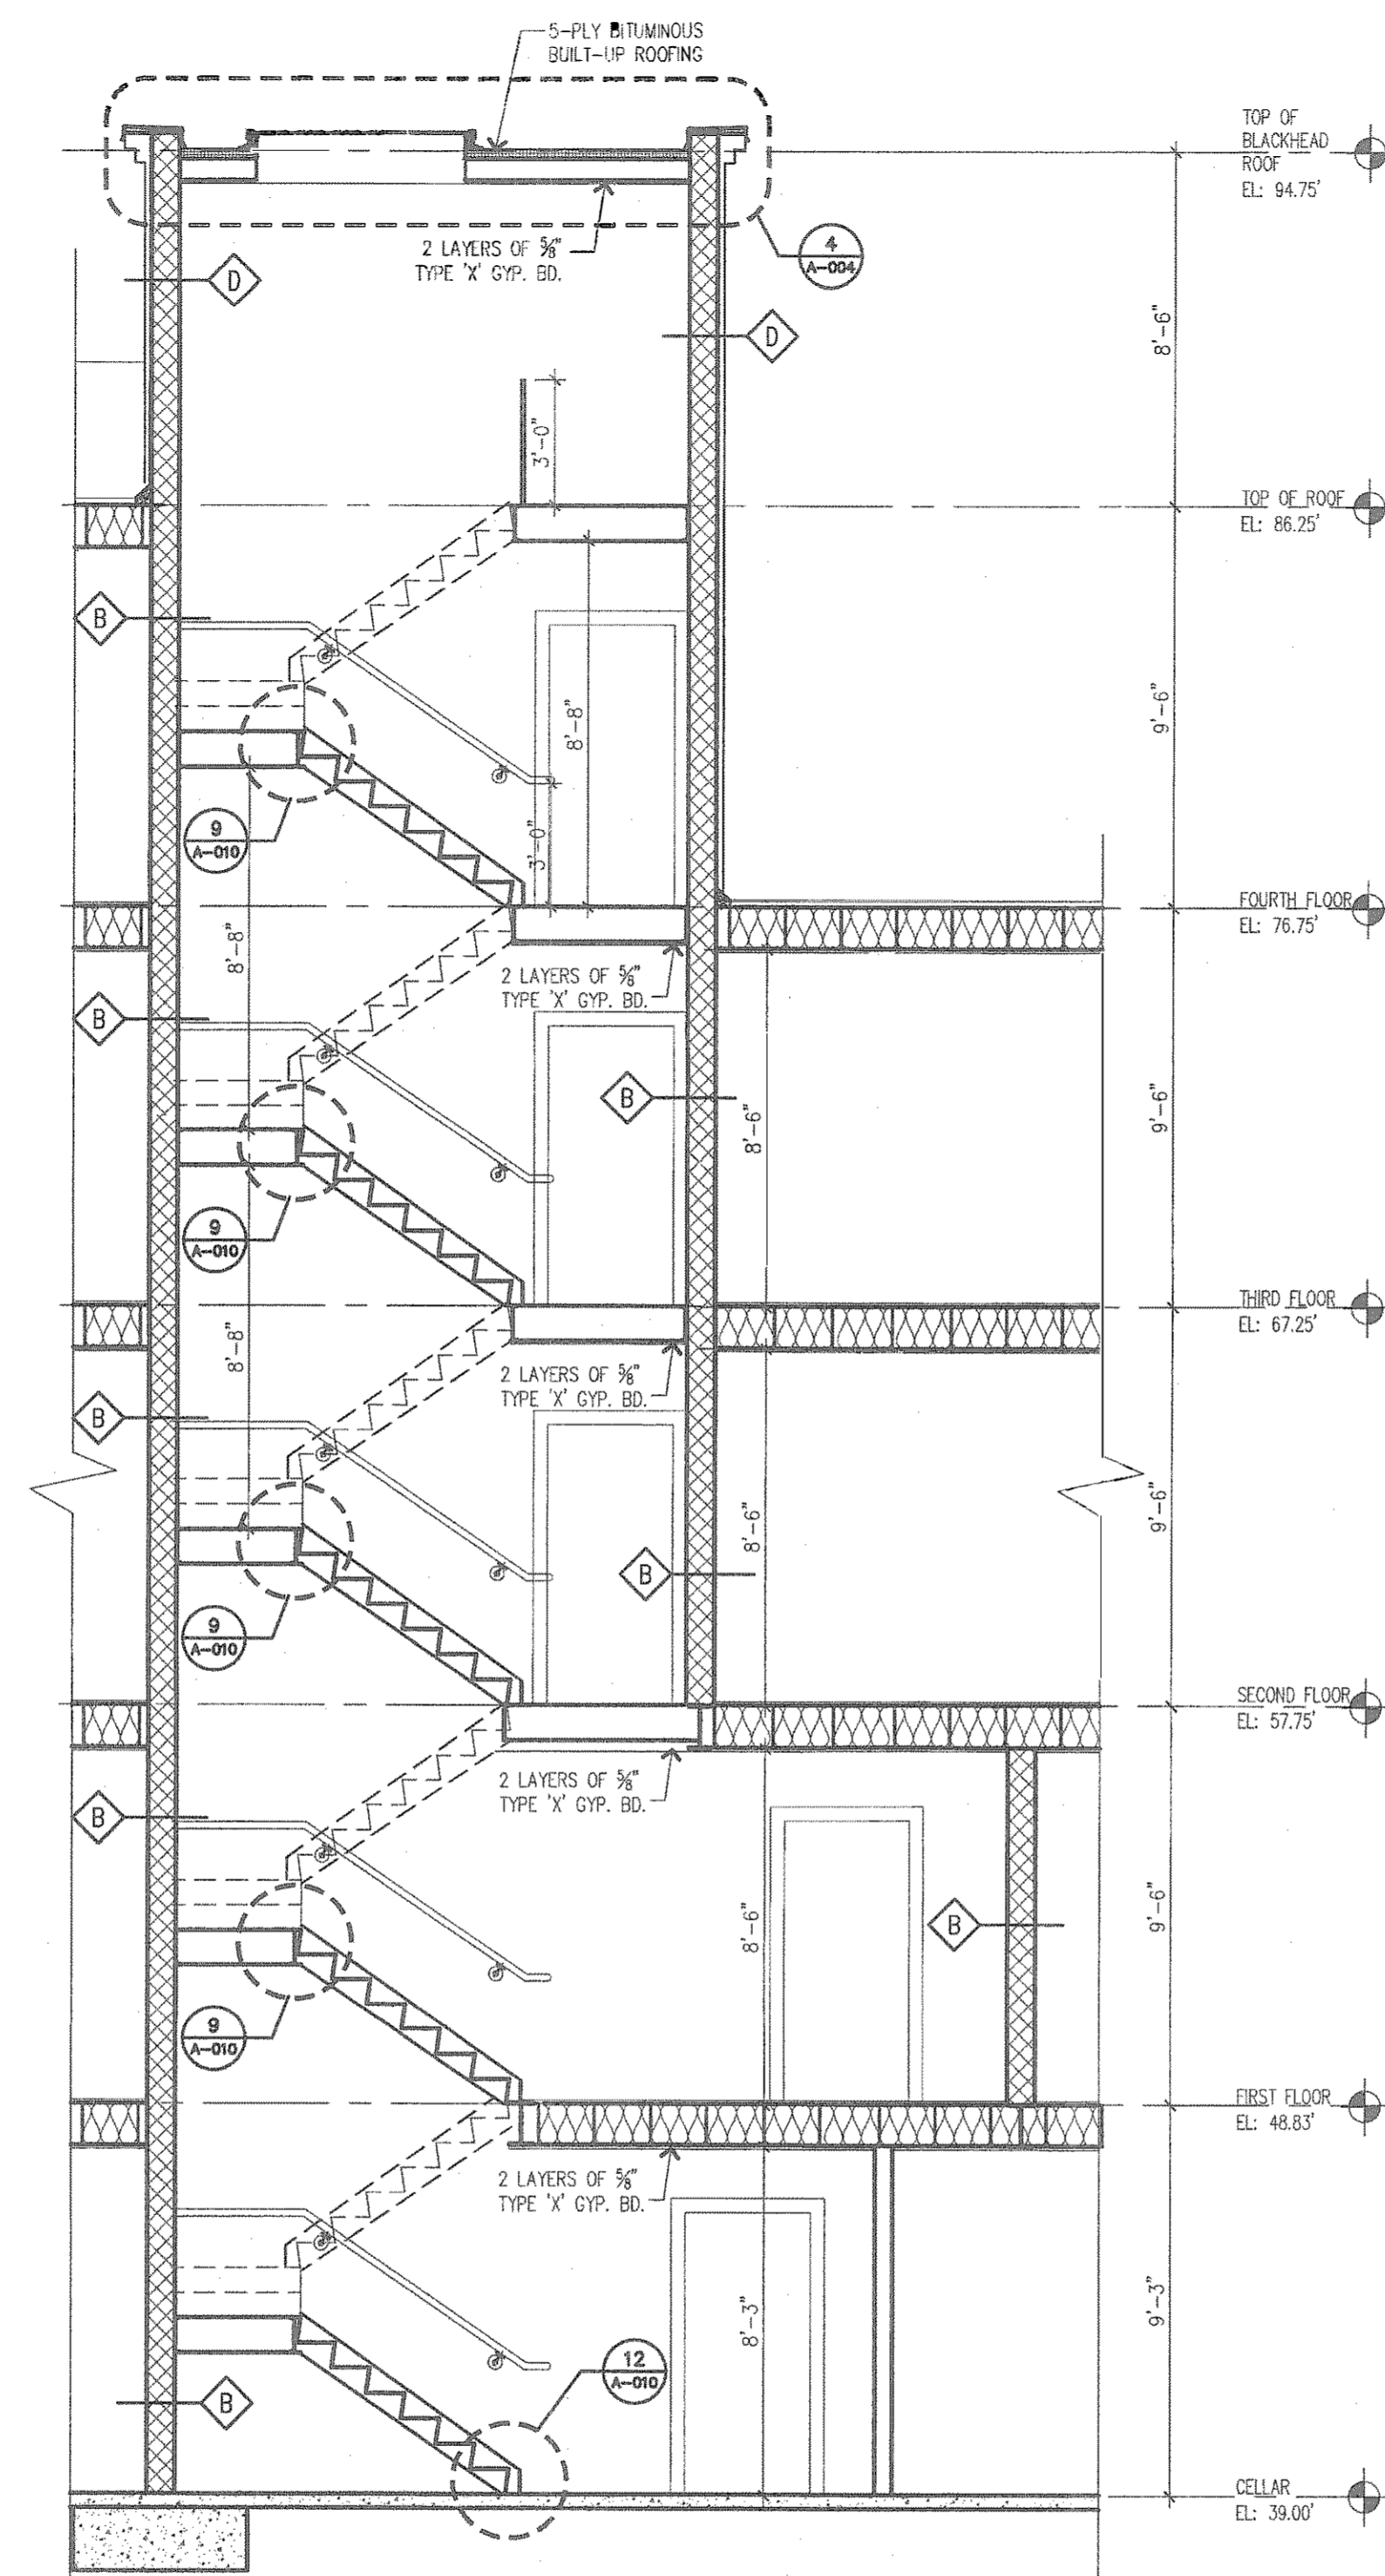 5-PLY BITUMINOUS
BUILT-UP ROOFING
TOP OF
BLACKHEAD
ROOF
EL: 94.75'
2 LAYERS OF ⅝"
TYPE 'X' GYP. BD.
4
A-004
D
D
8'-6"
3'-0"
TOP OF ROOF
EL: 86.25'
B
8'-8"
9'-6"
9
A-010
3'-0"
FOURTH FLOOR
EL: 76.75'
8'-8"
2 LAYERS OF ⅝"
TYPE 'X' GYP. BD.
B
B
8'-6"
9'-6"
9
A-010
THIRD FLOOR
EL: 67.25'
8'-8"
2 LAYERS OF ⅝"
TYPE 'X' GYP. BD.
B
8'-6"
9'-6"
B
9
A-010
SECOND FLOOR
EL: 57.75'
2 LAYERS OF ⅝"
TYPE 'X' GYP. BD.
B
8'-6"
B
9'-6"
9
A-010
FIRST FLOOR
EL: 48.83'
2 LAYERS OF ⅝"
TYPE 'X' GYP. BD.
8'-3"
9'-3"
12
A-010
B
CELLAR
EL: 39.00'